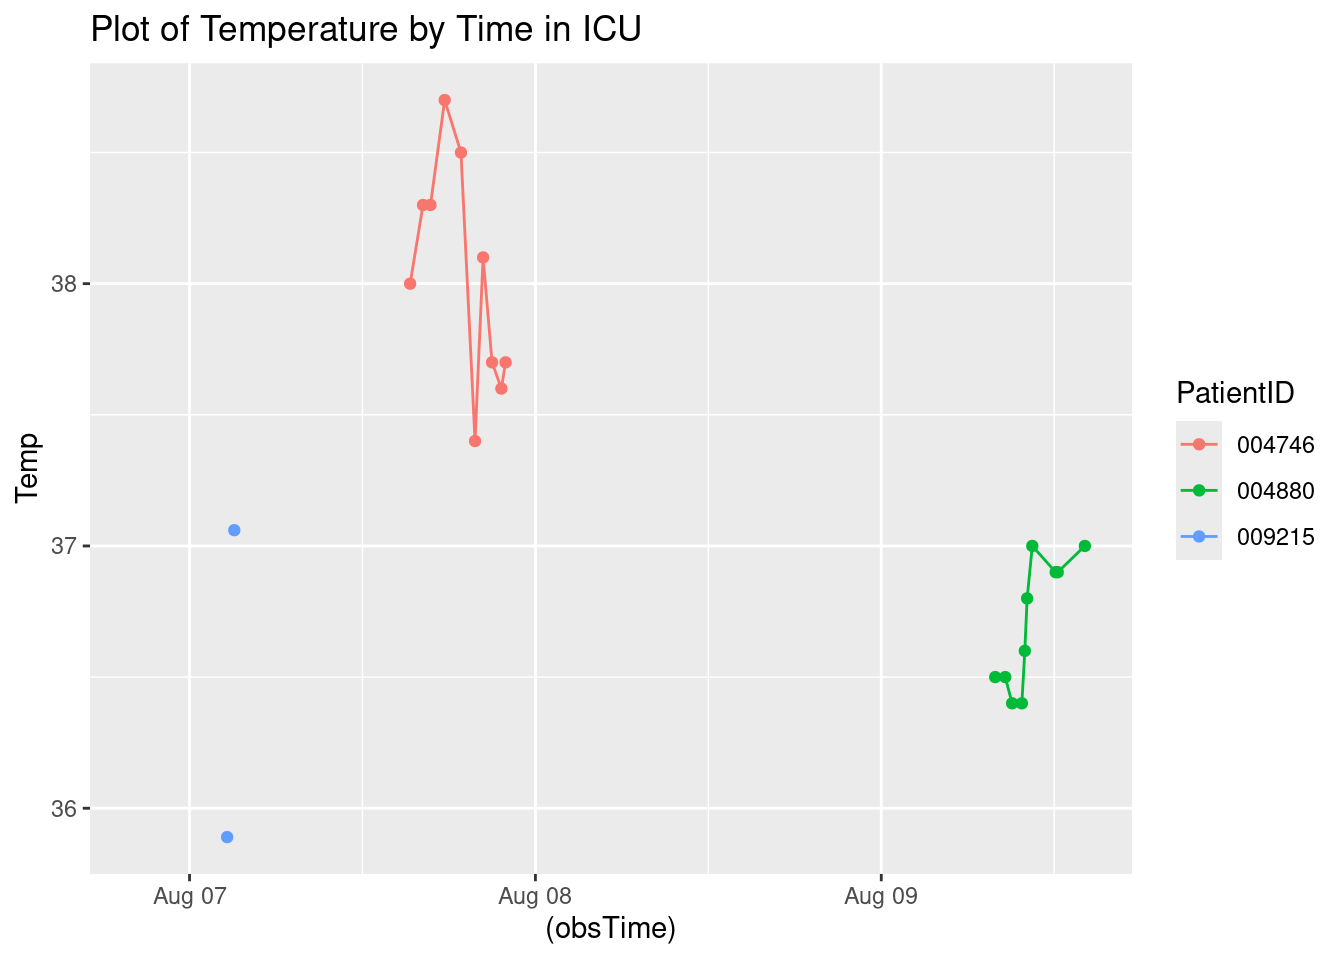 Plot of Temperature by Time in ICU
Temp
38
37
36
Aug 07
Aug 08
Aug 09
(obsTime)
PatientID
004746
004880
009215